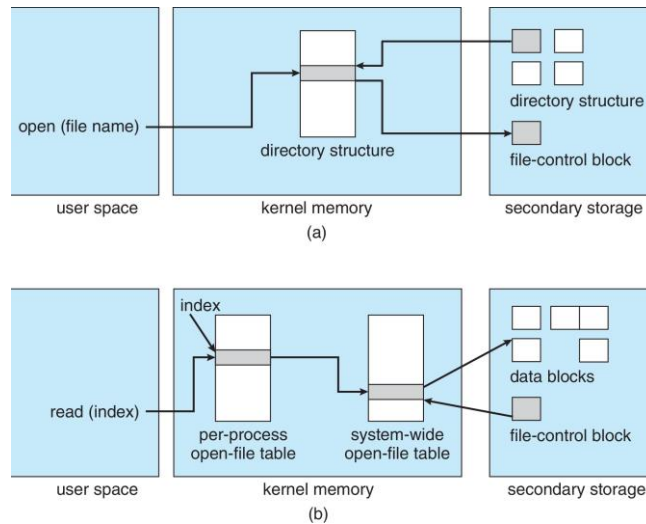 open (file name)
directory structure
directory structure
file-control block
user space
kernel memory
secondary storage
(a)
index
read (index)
per-process
open-file table
system-wide
open-file table
data blocks
file-control block
user space
kernel memory
secondary storage
(b)